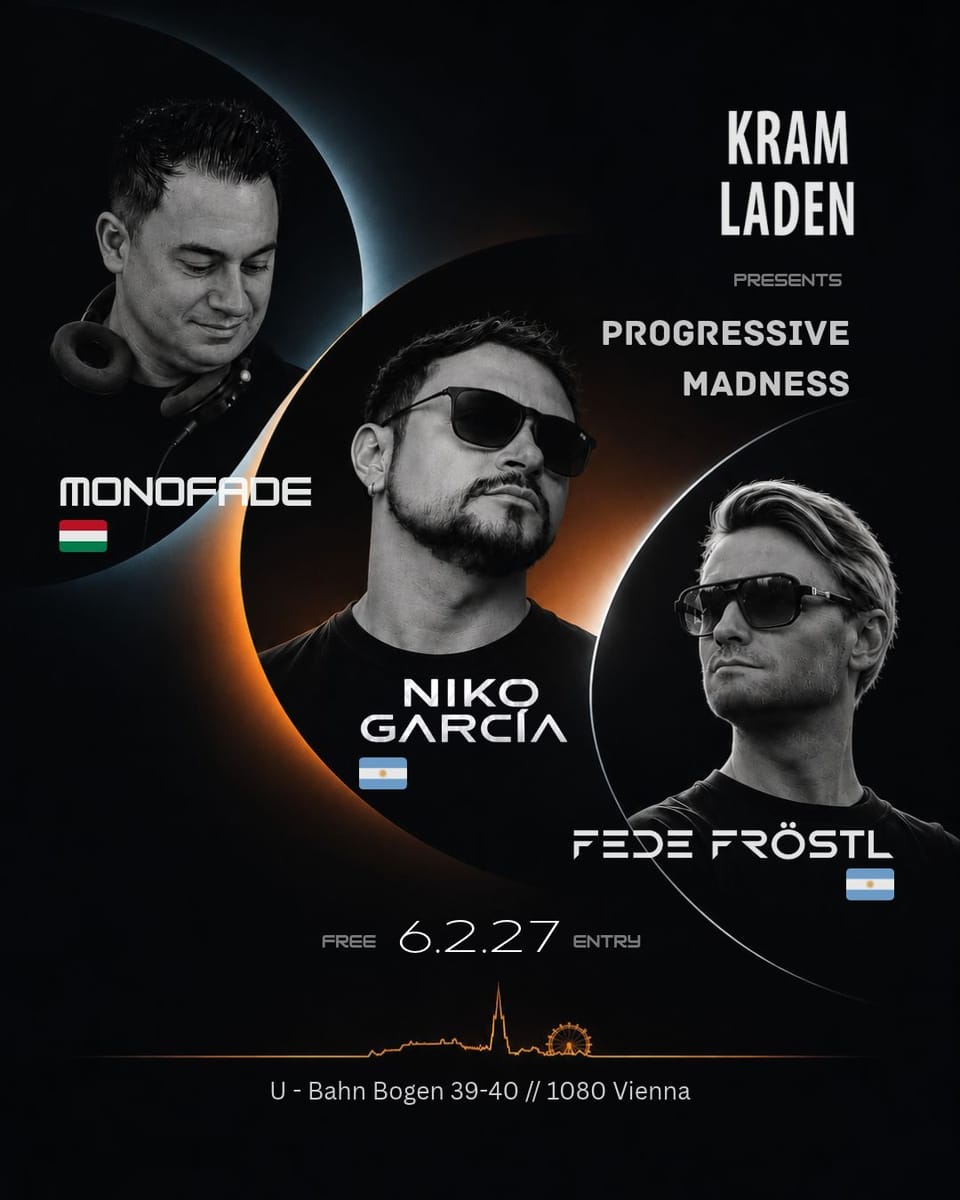 KRAM
LADEN
PRESENTS
PROGRESSIVE
MADNESS
MONOFADE
NIKO
GARCÍA
FEDE FRÖSTL
FREE 6.2.27 ENTRY
U - Bahn Bogen 39-40 // 1080 Vienna